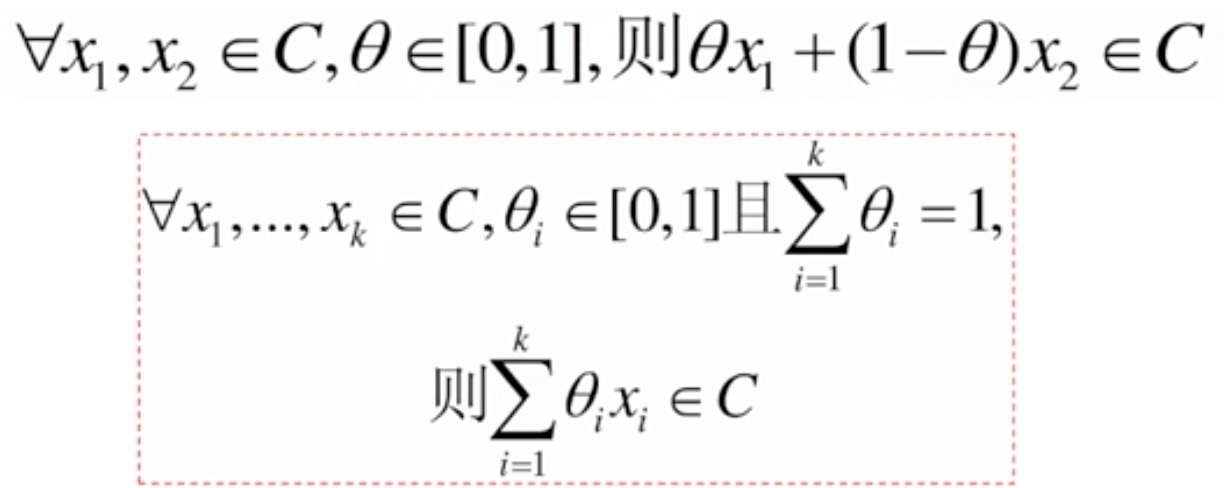 ∀x₁, x₂ ∈ C, θ ∈ [0,1], 则θx₁ + (1−θ)x₂ ∈ C
∀x₁,..., xₖ ∈ C, θᵢ ∈ [0,1]且∑ᵢ₌₁ᵏ θᵢ = 1,
则∑ᵢ₌₁ᵏ θᵢxᵢ ∈ C